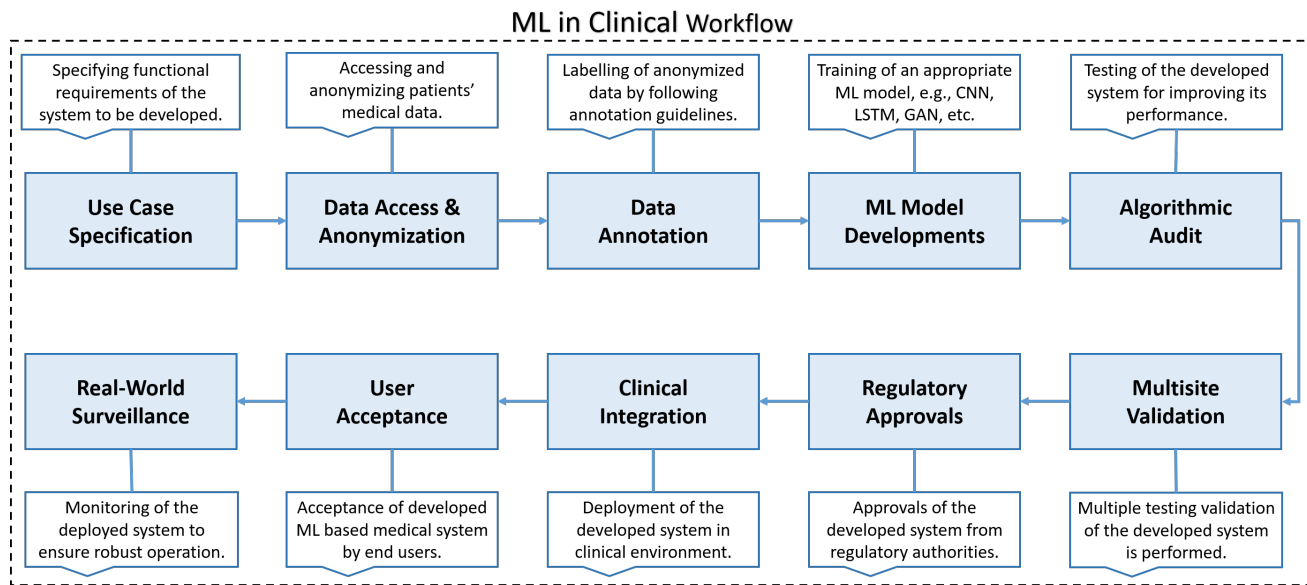 ML in Clinical Workflow
Specifying functional
requirements of the
system to be developed.
Accessing and
anonymizing patients’
medical data.
Labelling of anonymized
data by following
annotation guidelines.
Training of an appropriate
ML model, e.g., CNN,
LSTM, GAN, etc.
Testing of the developed
system for improving its
performance.
Use Case
Specification
Data Access &
Anonymization
Data
Annotation
ML Model
Developments
Algorithmic
Audit
Real-World
Surveillance
User
Acceptance
Clinical
Integration
Regulatory
Approvals
Multisite
Validation
Monitoring of the
deployed system to
ensure robust operation.
Acceptance of developed
ML based medical system
by end users.
Deployment of the
developed system in
clinical environment.
Approvals of the
developed system from
regulatory authorities.
Multiple testing validation
of the developed system
is performed.